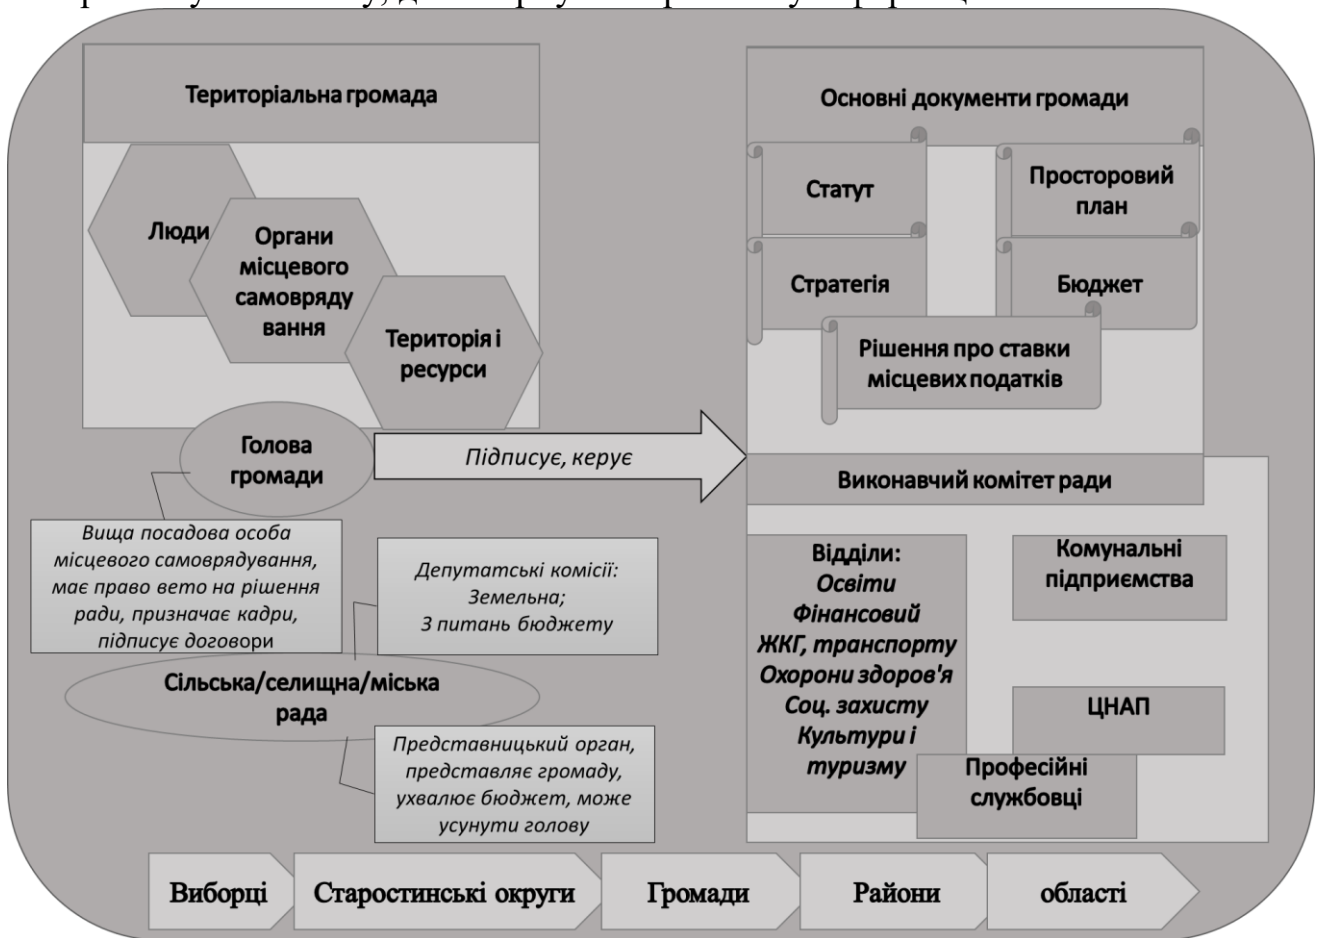 Територіальна громада
Люди
Органи
місцевого
самовряду
вання
Територія і
ресурси
Голова
громади
Підписує, керує
Вища посадова особа
місцевого самоврядування,
має право вето на рішення
ради, призначає кадри,
підписує договори
Депутатські комісії:
Земельна;
З питань бюджету
Сільська/селищна/міська
рада
Представницький орган,
представляє громаду,
ухвалює бюджет, може
усунути голову
Основні документи громади
Статут
Просторовий
план
Стратегія
Бюджет
Рішення про ставки
місцевих податків
Виконавчий комітет ради
Відділи:
Освіти
Фінансовий
ЖКГ, транспорту
Охорони здоров'я
Соц. захисту
Культури і
туризму
Комунальні
підприємства
ЦНАП
Професійні
службовці
Виборці
Старостинські округи
Громади
Райони
області